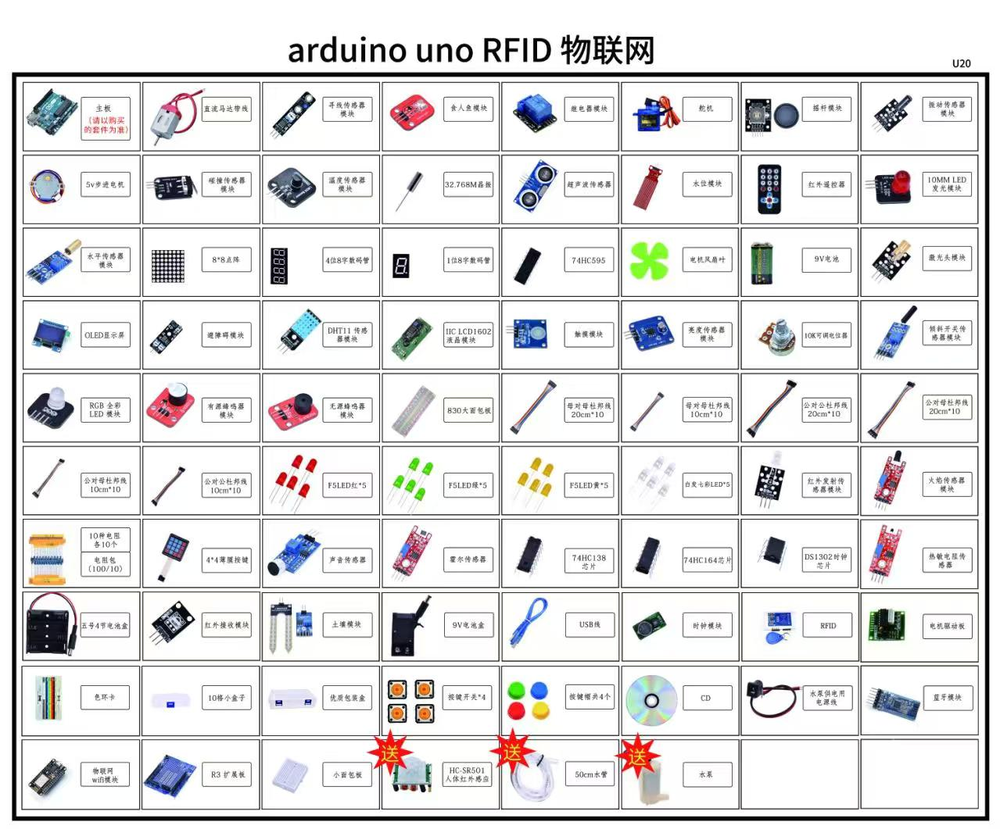 arduino uno RFID 物联网
U20
主板
(请以购买
的套件为准)
直流马达带线
寻线传感器
模块
食人鱼模块
继电器模块
舵机
摇杆模块
振动传感器
模块
5v步进电机
碰撞传感器
模块
温度传感器
模块
32.768M晶振
超声波传感器
水位模块
红外遥控器
10MM LED
发光模块
水平传感器
模块
8*8点阵
4位8字数码管
1位8字数码管
74HC595
电机风扇叶
9V电池
激光头模块
OLED显示屏
避障碍模块
DHT11 传感
器模块
IIC LCD1602
液晶模块
触摸模块
亮度传感器
模块
10K可调电位器
倾斜开关传
感器模块
RGB 全彩
LED 模块
有源蜂鸣器
模块
无源蜂鸣器
模块
830大面包板
母对母杜邦线
20cm*10
母对母杜邦线
10cm*10
公对公杜邦线
20cm*10
公对母杜邦线
20cm*10
公对母杜邦线
10cm*10
公对公杜邦线
10cm*10
F5LED红*5
F5LED绿*5
F5LED黄*5
白发七彩LED*5
红外发射传
感器模块
火焰传感器
模块
10种电阻
各10个
电阻包
(100/10)
4*4薄膜按键
声音传感器
霍尔传感器
74HC138
芯片
74HC164芯片
DS1302时钟
芯片
热敏电阻传
感器
五号4节电池盒
红外接收模块
土壤模块
9V电池盒
USB线
时钟模块
RFID
电机驱动板
色环卡
10格小盒子
优质包装盒
按键开关*4
按键帽共4个
CD
水泵供电用
电源线
蓝牙模块
物联网
wifi模块
R3 扩展板
小面包板
送
HC-SR501
人体红外感应
送
50cm水管
送
水泵